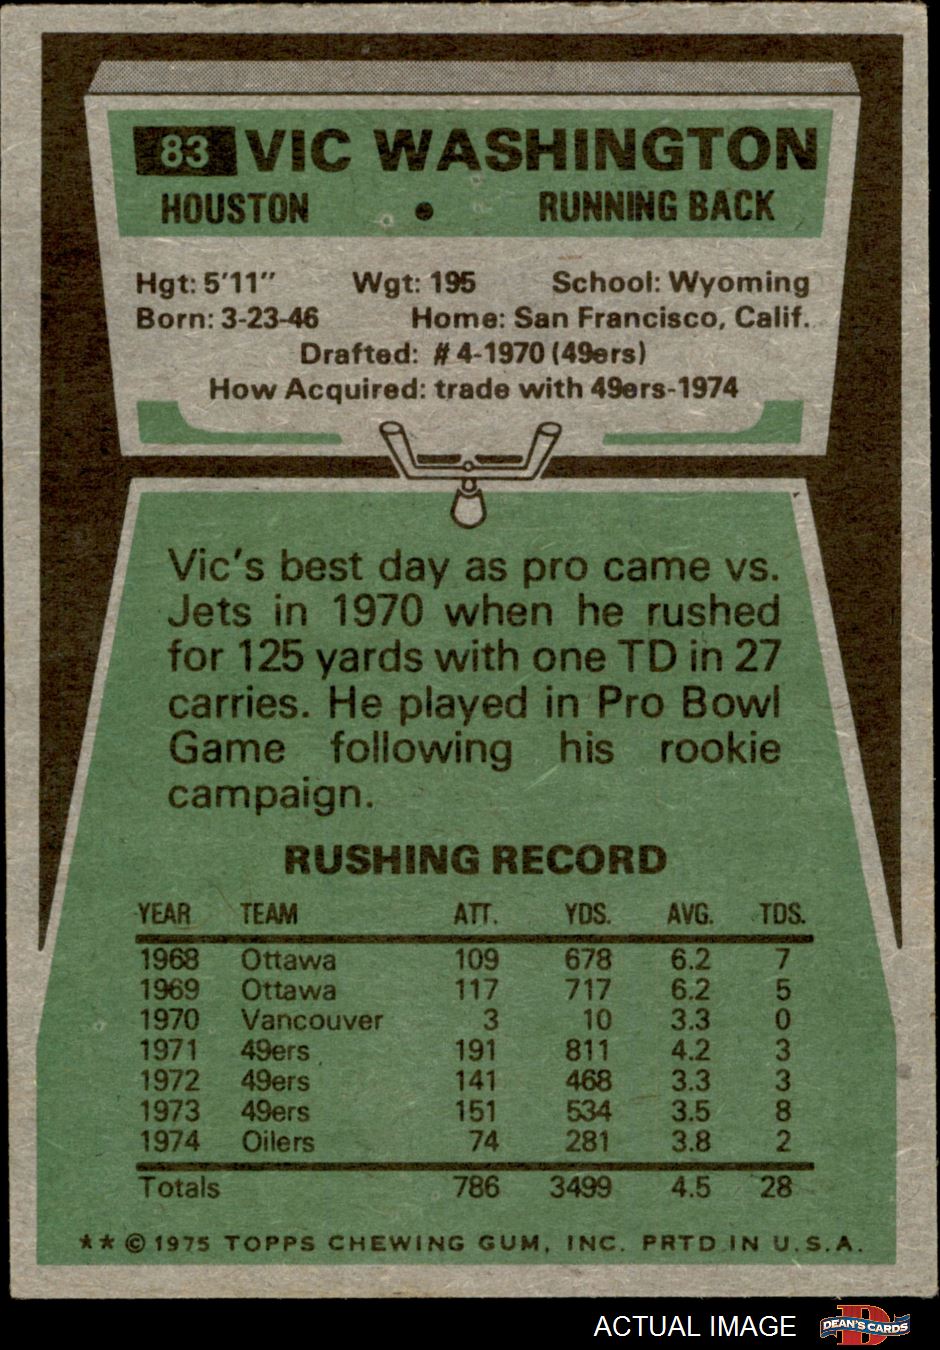 83 VIC WASHINGTON
HOUSTON • RUNNING BACK
Hgt: 5'11" Wgt: 195 School: Wyoming
Born: 3-23-46 Home: San Francisco, Calif.
Drafted: #4-1970 (49ers)
How Acquired: trade with 49ers-1974
Vic's best day as pro came vs.
Jets in 1970 when he rushed
for 125 yards with one TD in 27
carries. He played in Pro Bowl
Game following his rookie
campaign.
RUSHING RECORD
YEAR TEAM ATT. YDS. AVG. TDS.
1968 Ottawa 109 678 6.2 7
1969 Ottawa 117 717 6.2 5
1970 Vancouver 3 10 3.3 0
1971 49ers 191 811 4.2 3
1972 49ers 141 468 3.3 3
1973 49ers 151 534 3.5 8
1974 Oilers 74 281 3.8 2
Totals 786 3499 4.5 28
** © 1975 TOPPS CHEWING GUM, INC. PRTD IN U.S.A.
ACTUAL IMAGE D DEAN'S CARDS